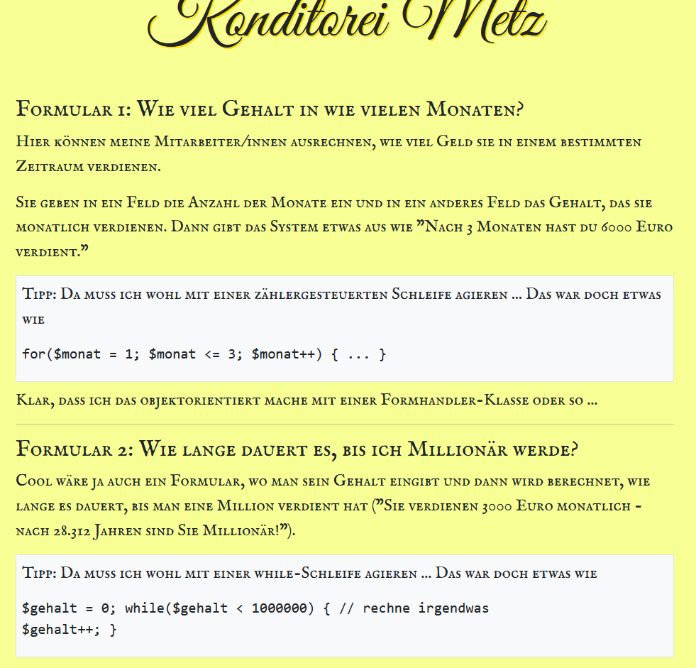 Konditorei Metz
Formular 1: Wie viel Gehalt in wie vielen Monaten?
Hier können meine Mitarbeiter/innen ausrechnen, wie viel Geld sie in einem bestimmten
Zeitraum verdienen.
Sie geben in ein Feld die Anzahl der Monate ein und in ein anderes Feld das Gehalt, das sie
monatlich verdienen. Dann gibt das System etwas aus wie "Nach 3 Monaten hast du 6000 Euro
verdient."
Tipp: Da muss ich wohl mit einer zählergesteuerten Schleife agieren ... Das war doch etwas
wie
for($monat = 1; $monat <= 3; $monat++) { ... }
Klar, dass ich das objektorientiert mache mit einer Formhandler-Klasse oder so ...
Formular 2: Wie lange dauert es, bis ich Millionär werde?
Cool wäre ja auch ein Formular, wo man sein Gehalt eingibt und dann wird berechnet, wie
lange es dauert, bis man eine Million verdient hat ("Sie verdienen 3000 Euro monatlich -
nach 28.312 Jahren sind Sie Millionär!").
Tipp: Da muss ich wohl mit einer while-Schleife agieren ... Das war doch etwas wie
$gehalt = 0; while($gehalt < 1000000) { // rechne irgendwas
$gehalt++; }